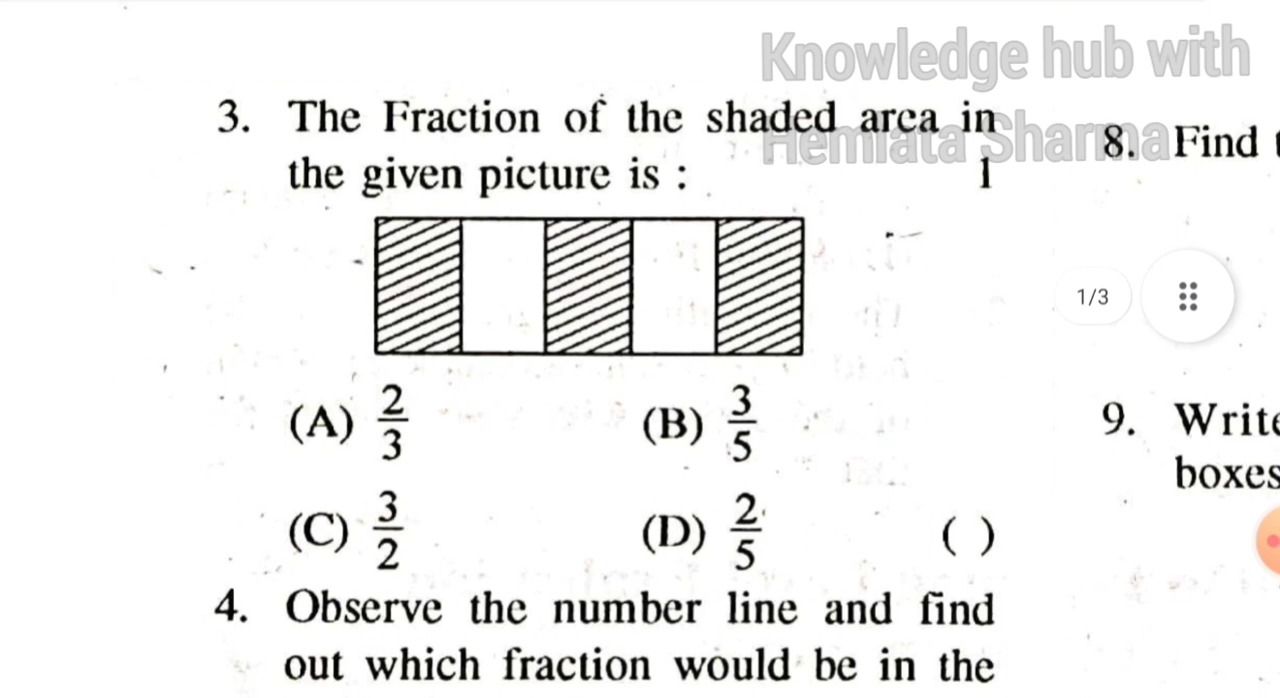 Knowledge hub with
Hemlata Sharma
3. The Fraction of the shaded area in
the given picture is : 1
(A) 2/3 (B) 3/5
(C) 3/2 (D) 2/5 ( )
4. Observe the number line and find
out which fraction would be in the
8. Find
1/3
9. Write
boxes